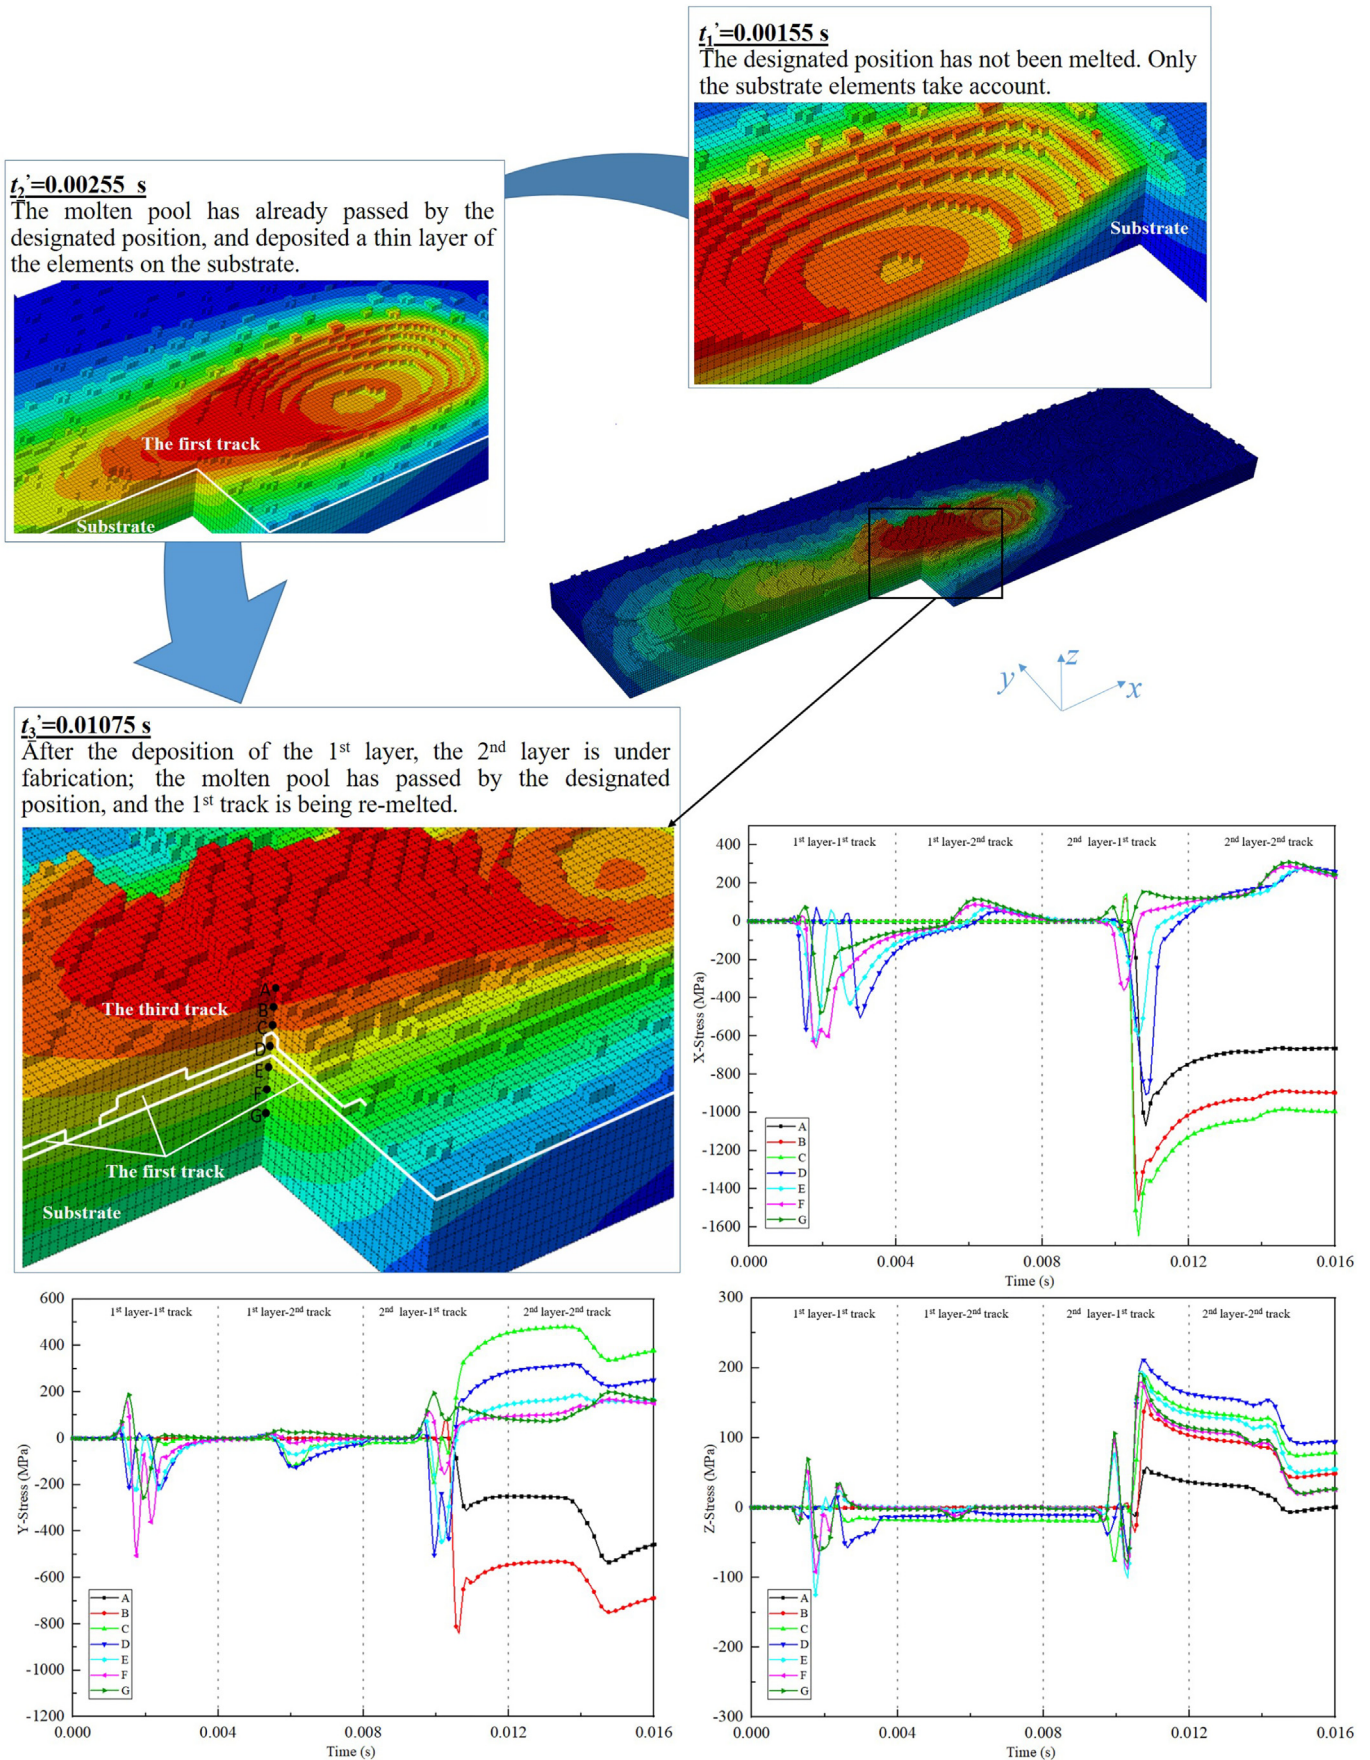 t₁’=0.00155 s
The designated position has not been melted. Only
the substrate elements take account.
Substrate
t₂’=0.00255 s
The molten pool has already passed by the
designated position, and deposited a thin layer of
the elements on the substrate.
The first track
Substrate
z
y
x
t₃’=0.01075 s
After the deposition of the 1st layer, the 2nd layer is under
fabrication; the molten pool has passed by the designated
position, and the 1st track is being re-melted.
A
B
The third track
C
D
E
F
G
The first track
Substrate
1st layer-1st track
1st layer-2nd track
2nd layer-1st track
2nd layer-2nd track
400
200
0
-200
-400
-600
-800
-1000
-1200
-1400
-1600
X-Stress (MPa)
A
B
C
D
E
F
G
0.000
0.004
0.008
0.012
0.016
Time (s)
1st layer-1st track
1st layer-2nd track
2nd layer-1st track
2nd layer-2nd track
600
400
200
0
-200
-400
-600
-800
-1000
-1200
Y-Stress (MPa)
A
B
C
D
E
F
G
0.000
0.004
0.008
0.012
0.016
Time (s)
1st layer-1st track
1st layer-2nd track
2nd layer-1st track
2nd layer-2nd track
300
200
100
0
-100
-200
-300
Z-Stress (MPa)
A
B
C
D
E
F
G
0.000
0.004
0.008
0.012
0.016
Time (s)